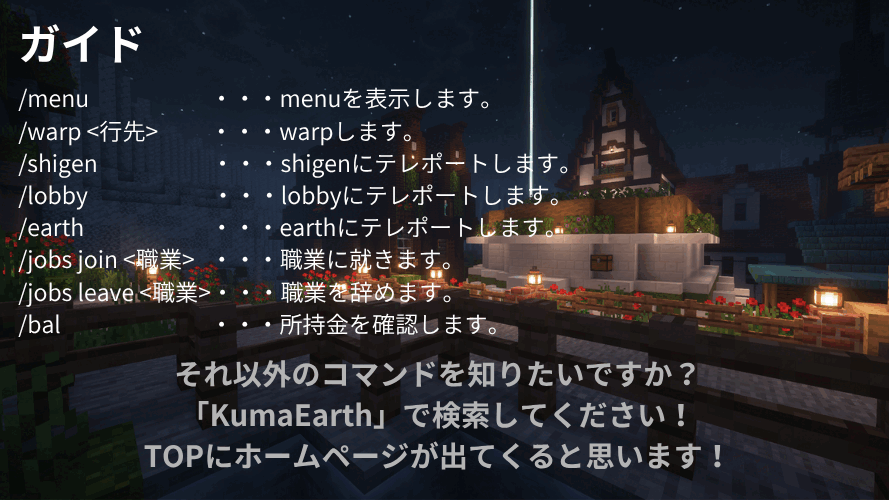 ガイド
/menu ・・・menuを表示します。
/warp <行先> ・・・warpします。
/shigen ・・・shigenにテレポートします。
/lobby ・・・lobbyにテレポートします。
/earth ・・・earthにテレポートします。
/jobs join <職業> ・・・職業に就きます。
/jobs leave <職業>・・・職業を辞めます。
/bal ・・・所持金を確認します。
それ以外のコマンドを知りたいですか？
「KumaEarth」で検索してください！
TOPにホームページが出てくると思います！